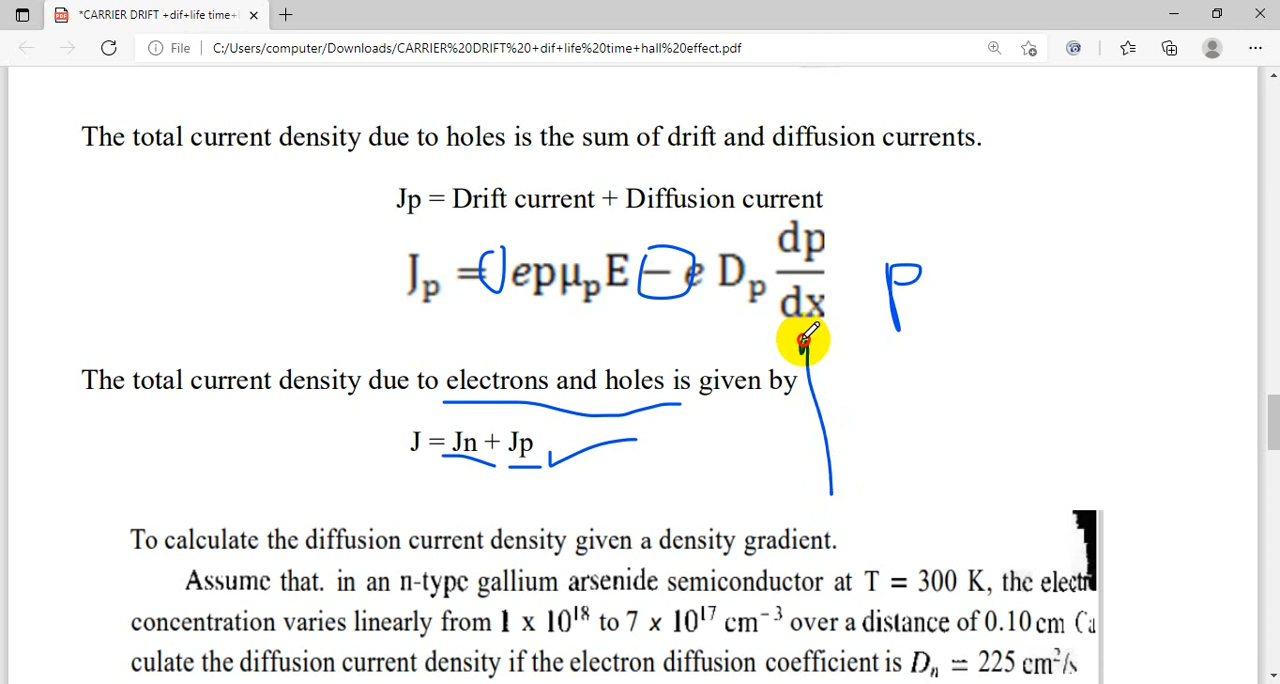 *CARRIER DRIFT +dif+life time+
File
C:/Users/computer/Downloads/CARRIER%20DRIFT%20+dif+life%20time+hall%20effect.pdf
The total current density due to holes is the sum of drift and diffusion currents.
Jp = Drift current + Diffusion current
Jp = epμpE − e Dp dp/dx
P
The total current density due to electrons and holes is given by
J = Jn + Jp
To calculate the diffusion current density given a density gradient.
Assume that. in an n-type gallium arsenide semiconductor at T = 300 K, the electr
concentration varies linearly from 1 x 10¹⁸ to 7 x 10¹⁷ cm⁻³ over a distance of 0.10 cm Ca
culate the diffusion current density if the electron diffusion coefficient is Dn = 225 cm²/s